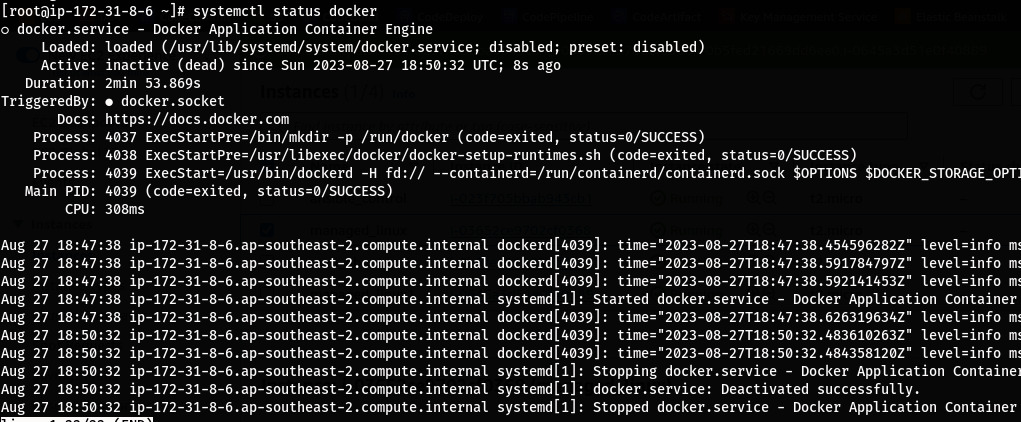 [root@ip-172-31-8-6 ~]# systemctl status docker
○ docker.service - Docker Application Container Engine
Loaded: loaded (/usr/lib/systemd/system/docker.service; disabled; preset: disabled)
Active: inactive (dead) since Sun 2023-08-27 18:50:32 UTC; 8s ago
Duration: 2min 53.869s
TriggeredBy: ● docker.socket
Docs: https://docs.docker.com
Process: 4037 ExecStartPre=/bin/mkdir -p /run/docker (code=exited, status=0/SUCCESS)
Process: 4038 ExecStartPre=/usr/libexec/docker/docker-setup-runtimes.sh (code=exited, status=0/SUCCESS)
Process: 4039 ExecStart=/usr/bin/dockerd -H fd:// --containerd=/run/containerd/containerd.sock $OPTIONS $DOCKER_STORAGE_OPTI
Main PID: 4039 (code=exited, status=0/SUCCESS)
CPU: 308ms
Aug 27 18:47:38 ip-172-31-8-6.ap-southeast-2.compute.internal dockerd[4039]: time="2023-08-27T18:47:38.454596282Z" level=info ms
Aug 27 18:47:38 ip-172-31-8-6.ap-southeast-2.compute.internal dockerd[4039]: time="2023-08-27T18:47:38.591784797Z" level=info ms
Aug 27 18:47:38 ip-172-31-8-6.ap-southeast-2.compute.internal dockerd[4039]: time="2023-08-27T18:47:38.592141453Z" level=info ms
Aug 27 18:47:38 ip-172-31-8-6.ap-southeast-2.compute.internal systemd[1]: Started docker.service - Docker Application Container
Aug 27 18:47:38 ip-172-31-8-6.ap-southeast-2.compute.internal dockerd[4039]: time="2023-08-27T18:47:38.626319634Z" level=info ms
Aug 27 18:50:32 ip-172-31-8-6.ap-southeast-2.compute.internal dockerd[4039]: time="2023-08-27T18:50:32.483610263Z" level=info ms
Aug 27 18:50:32 ip-172-31-8-6.ap-southeast-2.compute.internal dockerd[4039]: time="2023-08-27T18:50:32.484358120Z" level=info ms
Aug 27 18:50:32 ip-172-31-8-6.ap-southeast-2.compute.internal systemd[1]: Stopping docker.service - Docker Application Container
Aug 27 18:50:32 ip-172-31-8-6.ap-southeast-2.compute.internal systemd[1]: docker.service: Deactivated successfully.
Aug 27 18:50:32 ip-172-31-8-6.ap-southeast-2.compute.internal systemd[1]: Stopped docker.service - Docker Application Container